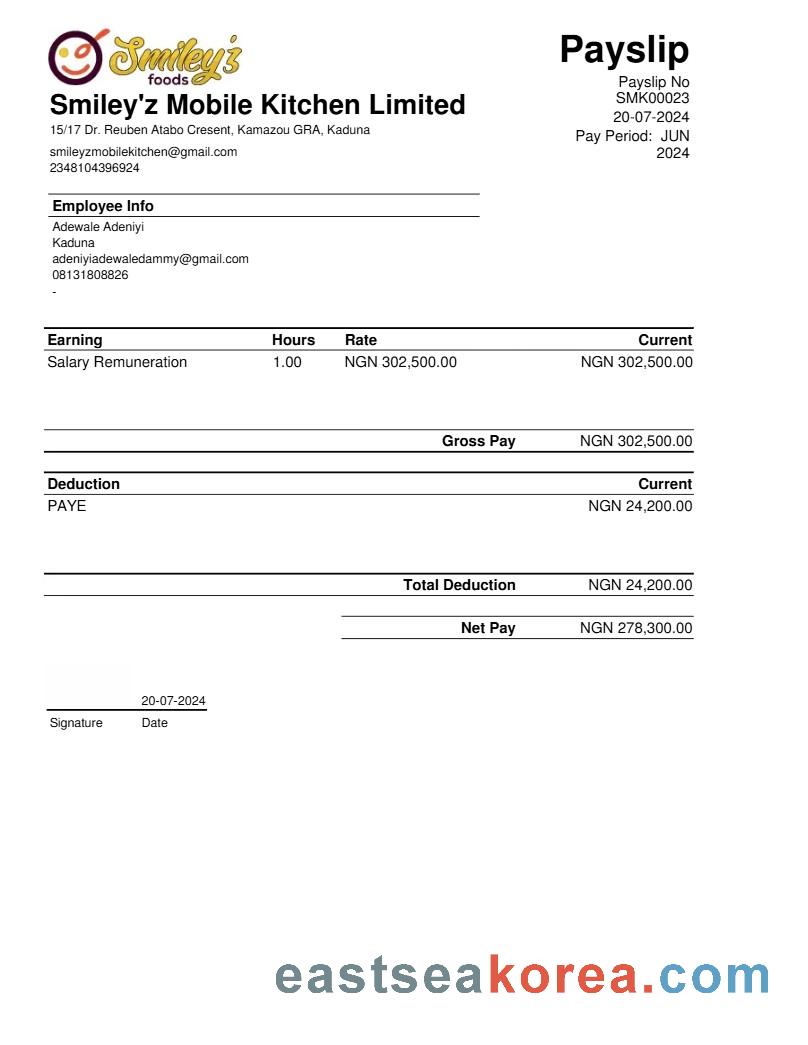 Smiley'z
foods
Smiley'z Mobile Kitchen Limited
15/17 Dr. Reuben Atabo Cresent, Kamazou GRA, Kaduna
smileyzmobilekitchen@gmail.com
2348104396924
Payslip
Payslip No
SMK00023
20-07-2024
Pay Period: JUN
2024
Employee Info
Adewale Adeniyi
Kaduna
adeniyiadewaledammy@gmail.com
08131808826
-
Earning Hours Rate Current
Salary Remuneration 1.00 NGN 302,500.00 NGN 302,500.00
Gross Pay NGN 302,500.00
Deduction Current
PAYE NGN 24,200.00
Total Deduction NGN 24,200.00
Net Pay NGN 278,300.00
20-07-2024
Signature Date
eastseakorea.com